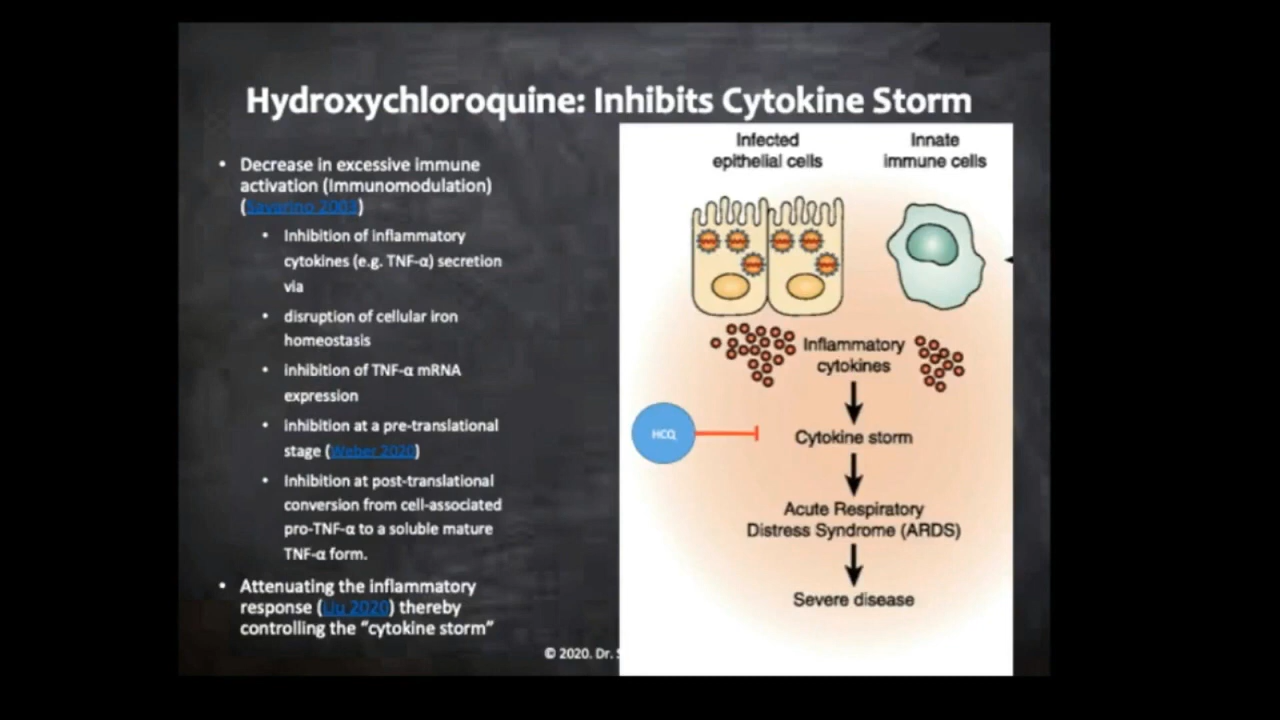 Hydroxychloroquine: Inhibits Cytokine Storm
• Decrease in excessive immune
activation (Immunomodulation)
(Savarino 2003)
• Inhibition of inflammatory
cytokines (e.g. TNF-α) secretion
via
• disruption of cellular iron
homeostasis
• inhibition of TNF-α mRNA
expression
• inhibition at a pre-translational
stage (Weber 2020)
• Inhibition at post-translational
conversion from cell-associated
pro-TNF-α to a soluble mature
TNF-α form.
• Attenuating the inflammatory
response (Liu 2020) thereby
controlling the “cytokine storm”
© 2020. Dr.
Infected
epithelial cells
Innate
immune cells
Inflammatory
cytokines
HCQ
Cytokine storm
Acute Respiratory
Distress Syndrome (ARDS)
Severe disease